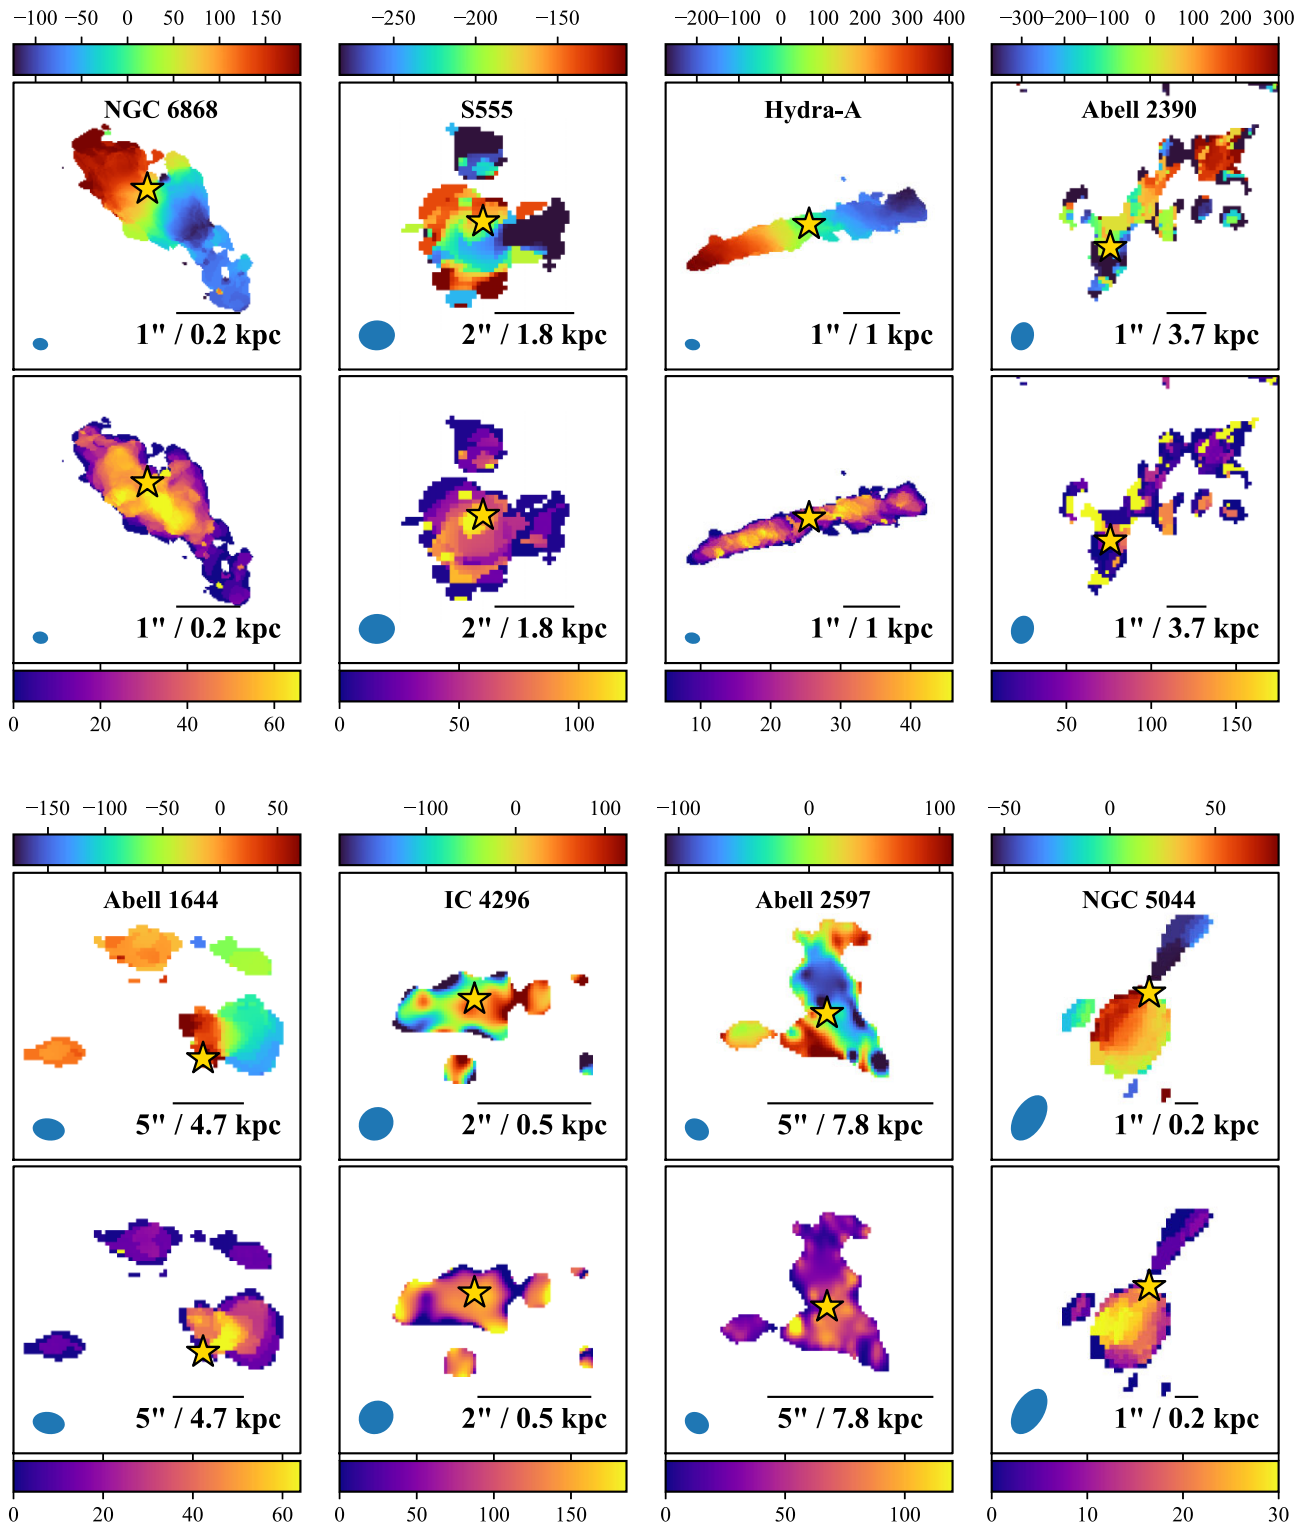 −100 −50 0 50 100 150
−250 −200 −150
−200 −100 0 100 200 300 400
−300 −200 −100 0 100 200 300
NGC 6868
S555
Hydra-A
Abell 2390
1" / 0.2 kpc
2" / 1.8 kpc
1" / 1 kpc
1" / 3.7 kpc
1" / 0.2 kpc
2" / 1.8 kpc
1" / 1 kpc
1" / 3.7 kpc
0 20 40 60
0 50 100
10 20 30 40
50 100 150
−150 −100 −50 0 50
−100 0 100
−100 0 100
−50 0 50
Abell 1644
IC 4296
Abell 2597
NGC 5044
5" / 4.7 kpc
2" / 0.5 kpc
5" / 7.8 kpc
1" / 0.2 kpc
5" / 4.7 kpc
2" / 0.5 kpc
5" / 7.8 kpc
1" / 0.2 kpc
0 20 40 60
0 50 100 150
0 50 100
0 10 20 30